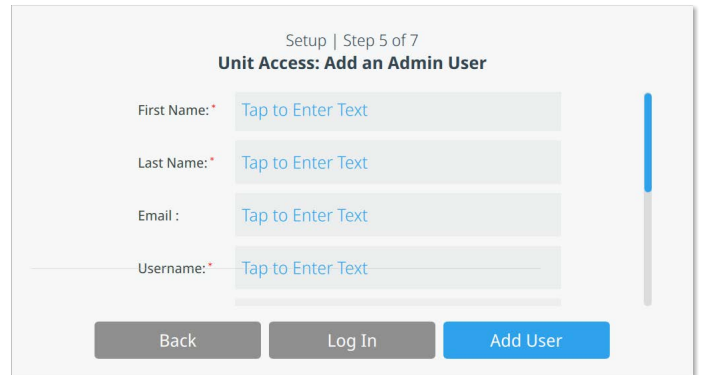 Setup | Step 5 of 7
Unit Access: Add an Admin User
First Name:* Tap to Enter Text
Last Name:* Tap to Enter Text
Email : Tap to Enter Text
Username:* Tap to Enter Text
Back Log In Add User